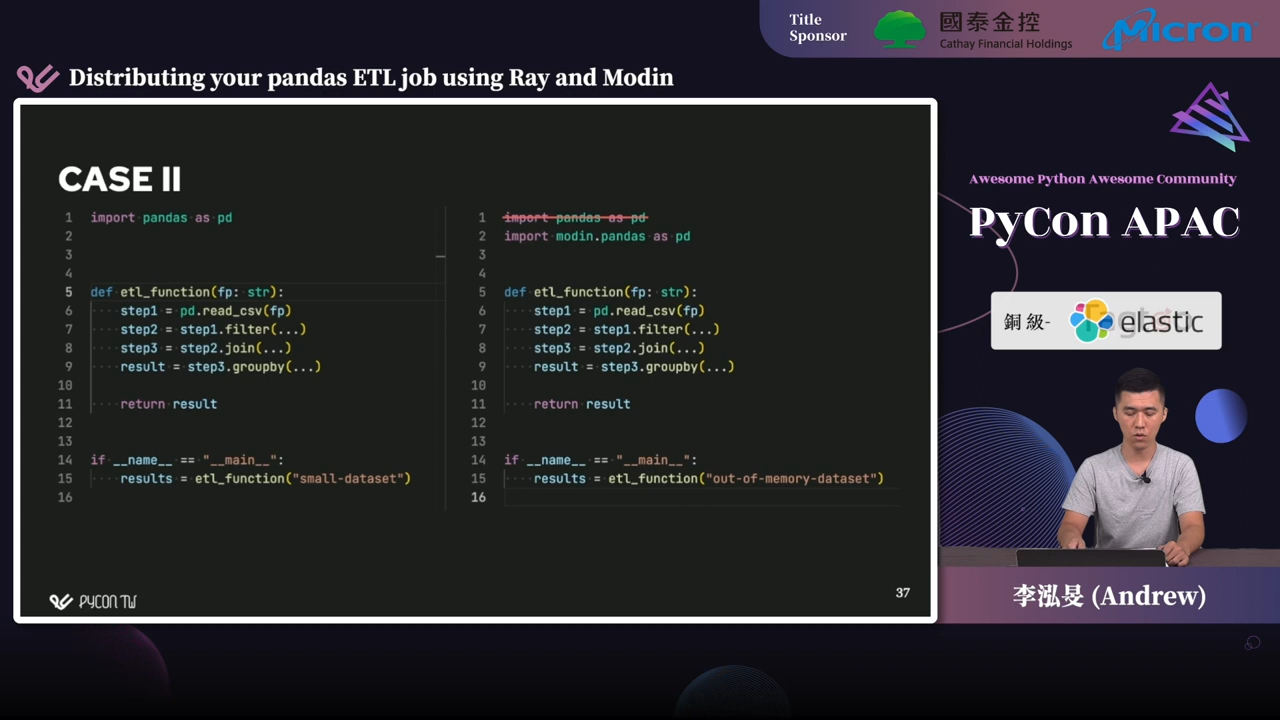 Title
Sponsor
國泰金控
Cathay Financial Holdings
Micron
Distributing your pandas ETL job using Ray and Modin
CASE II
1 import pandas as pd
2
3
4
5 def etl_function(fp: str):
6 step1 = pd.read_csv(fp)
7 step2 = step1.filter(...)
8 step3 = step2.join(...)
9 result = step3.groupby(...)
10
11 return result
12
13
14 if __name__ == "__main__":
15 results = etl_function("small-dataset")
16
1 import pandas as pd
2 import modin.pandas as pd
3
4
5 def etl_function(fp: str):
6 step1 = pd.read_csv(fp)
7 step2 = step1.filter(...)
8 step3 = step2.join(...)
9 result = step3.groupby(...)
10
11 return result
12
13
14 if __name__ == "__main__":
15 results = etl_function("out-of-memory-dataset")
16
PYCON TW
37
Awesome Python Awesome Community
PyCon APAC
銅級-
elastic
李泓旻 (Andrew)